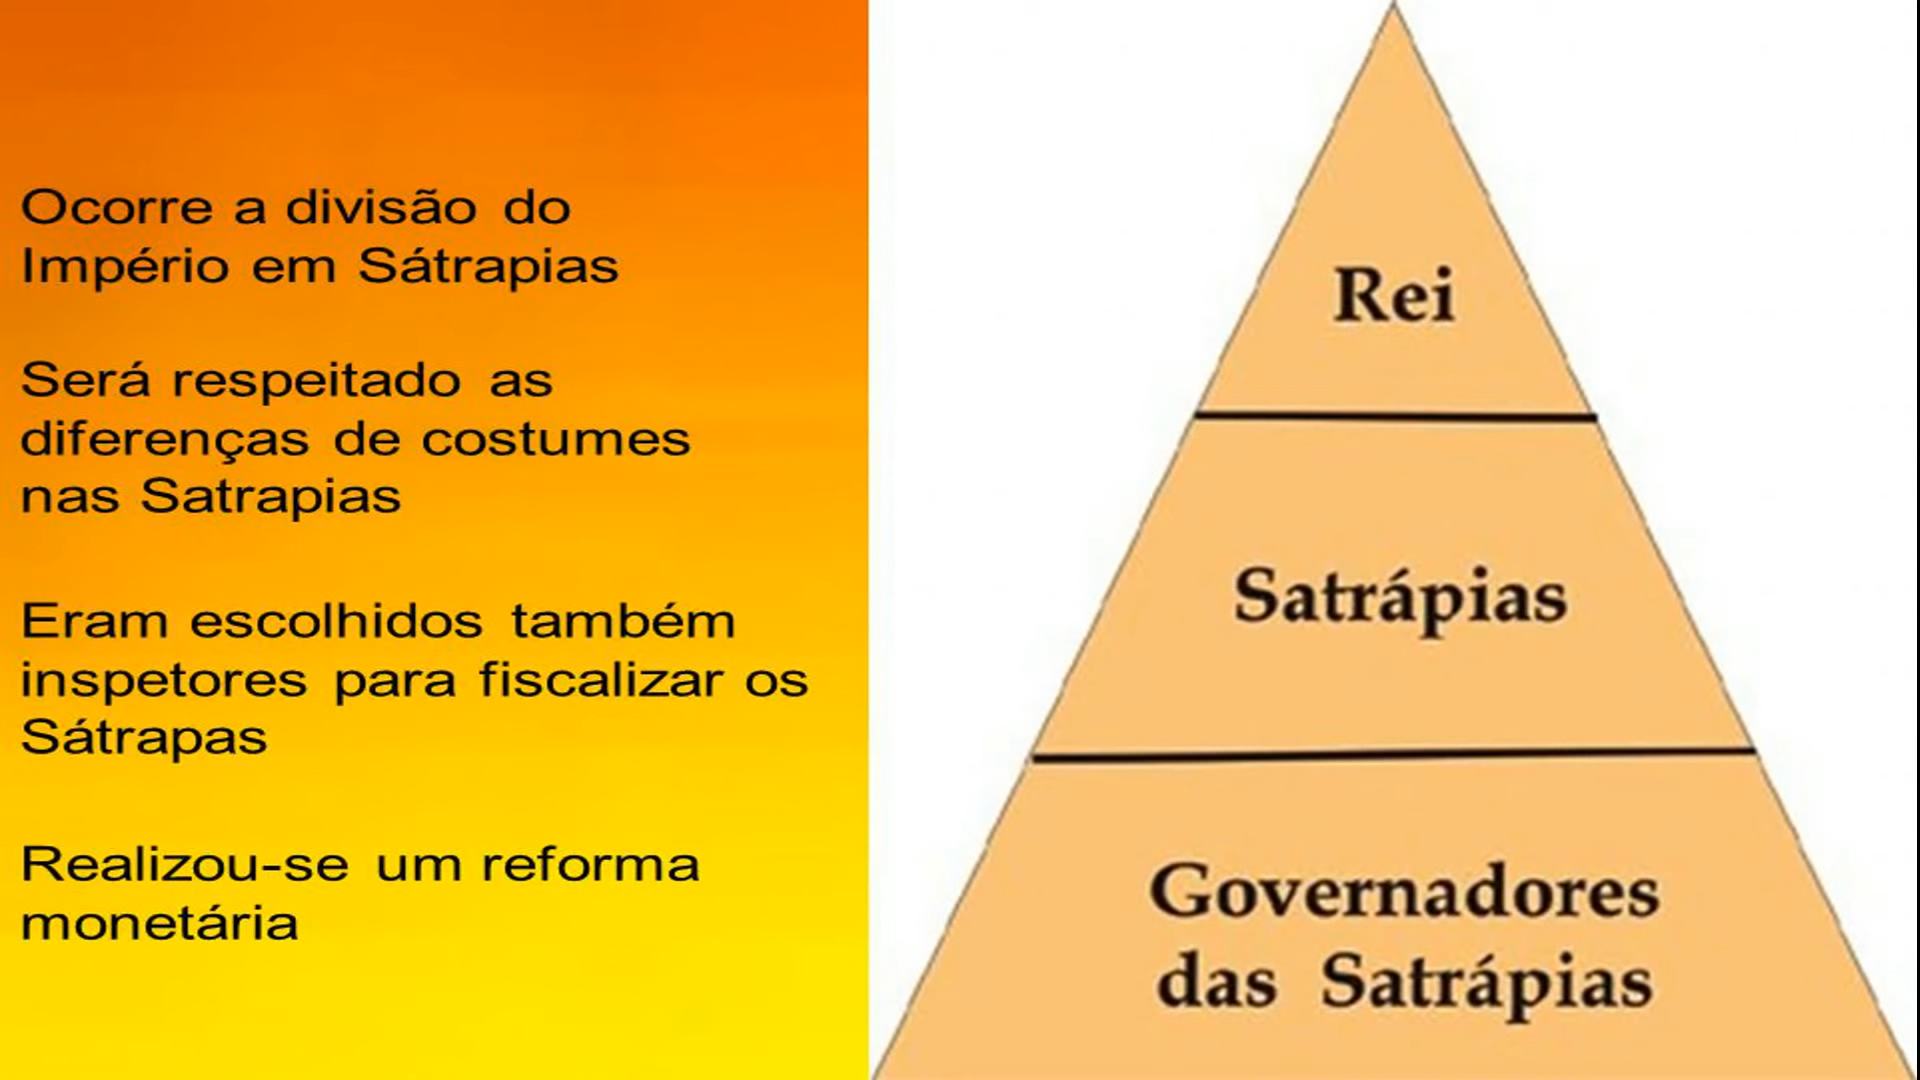 Ocorre a divisão do
Império em Sátrapias
Será respeitado as
diferenças de costumes
nas Satrapias
Eram escolhidos também
inspetores para fiscalizar os
Sátrapas
Realizou-se um reforma
monetária
Rei
Satrápias
Governadores
das Satrápias